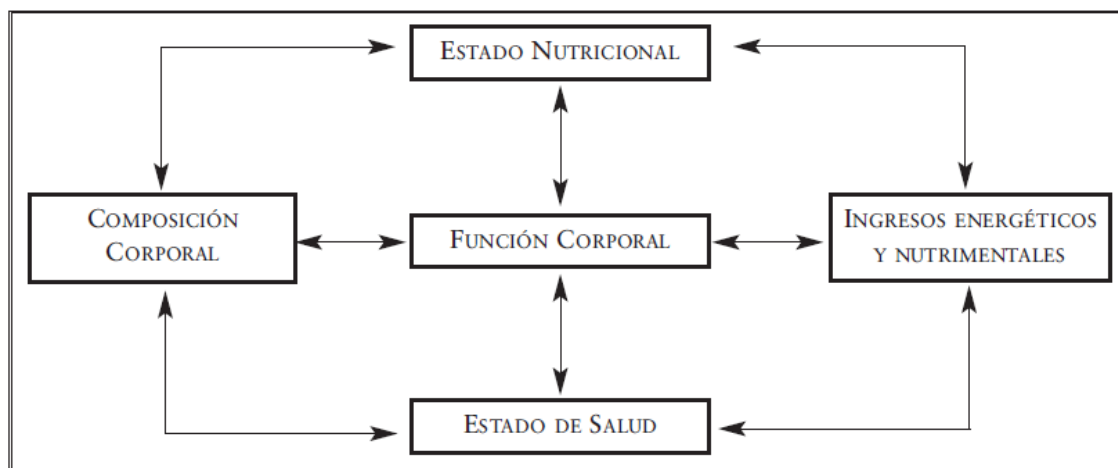 ESTADO NUTRICIONAL
COMPOSICIÓN
CORPORAL
FUNCIÓN CORPORAL
INGRESOS ENERGÉTICOS
Y NUTRIMENTALES
ESTADO DE SALUD